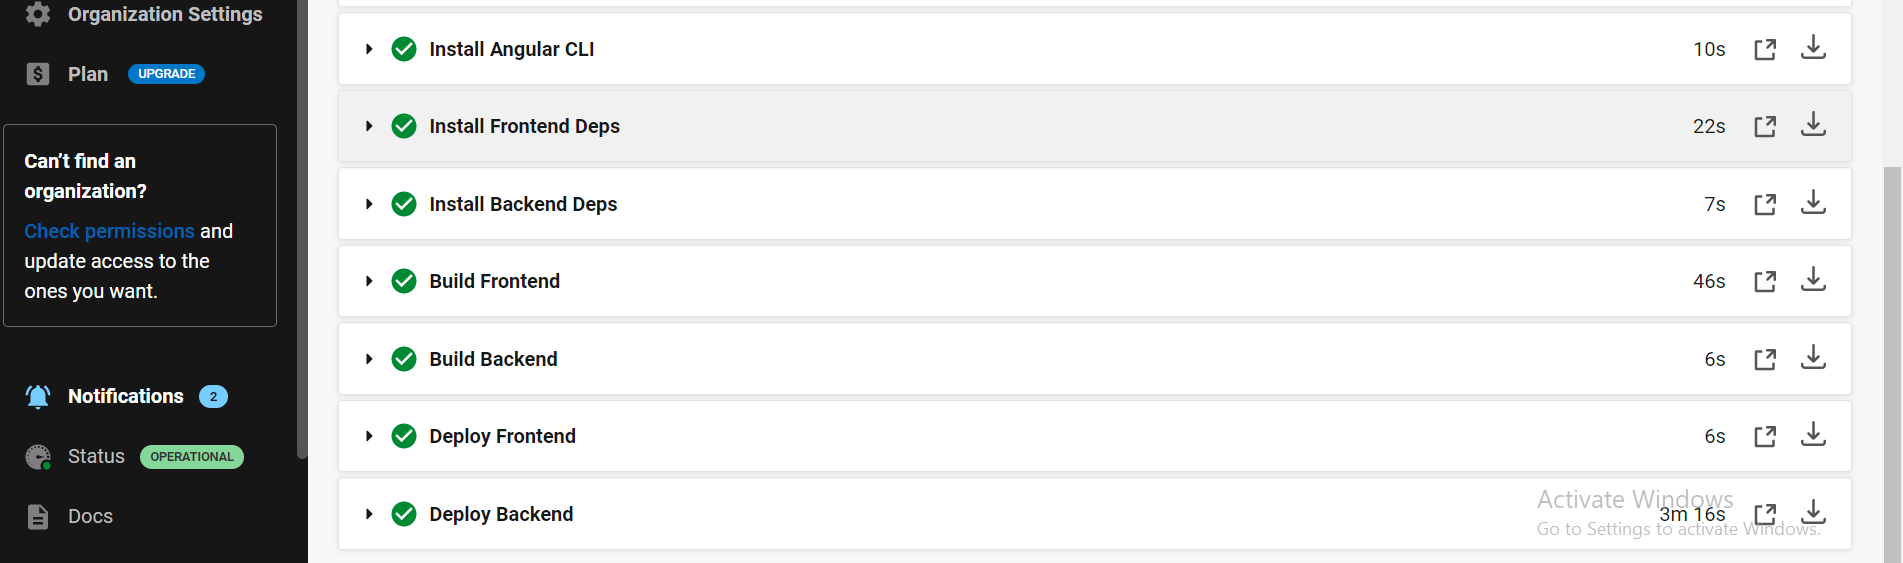 Organization Settings
Plan UPGRADE
Can’t find an
organization?
Check permissions and
update access to the
ones you want.
Notifications 2
Status OPERATIONAL
Docs
Install Angular CLI 10s
Install Frontend Deps 22s
Install Backend Deps 7s
Build Frontend 46s
Build Backend 6s
Deploy Frontend 6s
Deploy Backend 3m 16s
Activate Windows
Go to Settings to activate Windows.